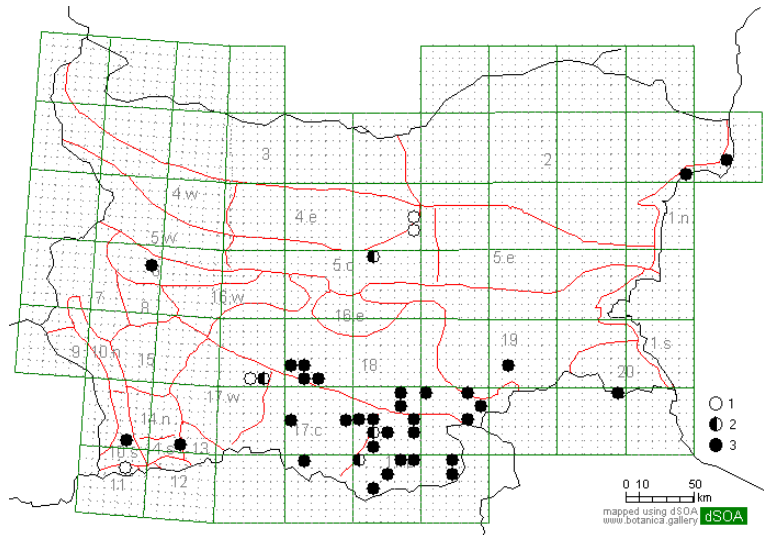 3
2
4.w
4.e
1.n
5.w
5.c
5.e
7
8
16.w
16.e
1.s
9
10.n
15
18
19
20
17.w
14.n
17.c
13
11
12
1
2
3
0 10 50
km
mapped using dSOA
www.botanica.gallery
dSOA